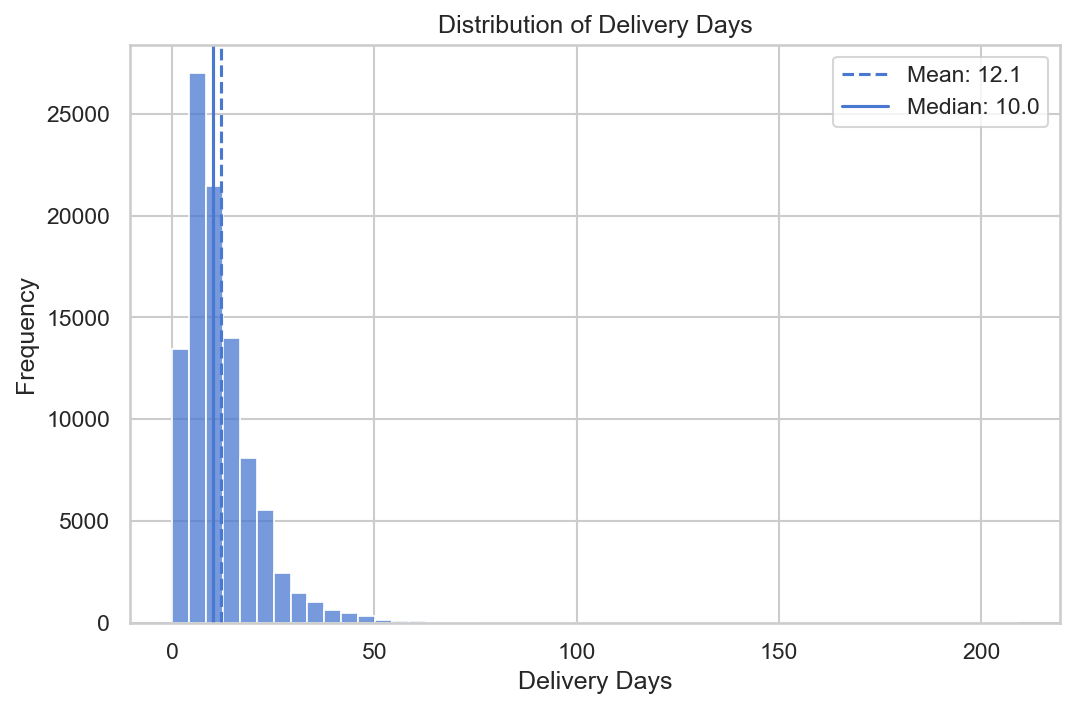 Distribution of Delivery Days
Mean: 12.1
Median: 10.0
Frequency
25000
20000
15000
10000
5000
0
0 50 100 150 200
Delivery Days